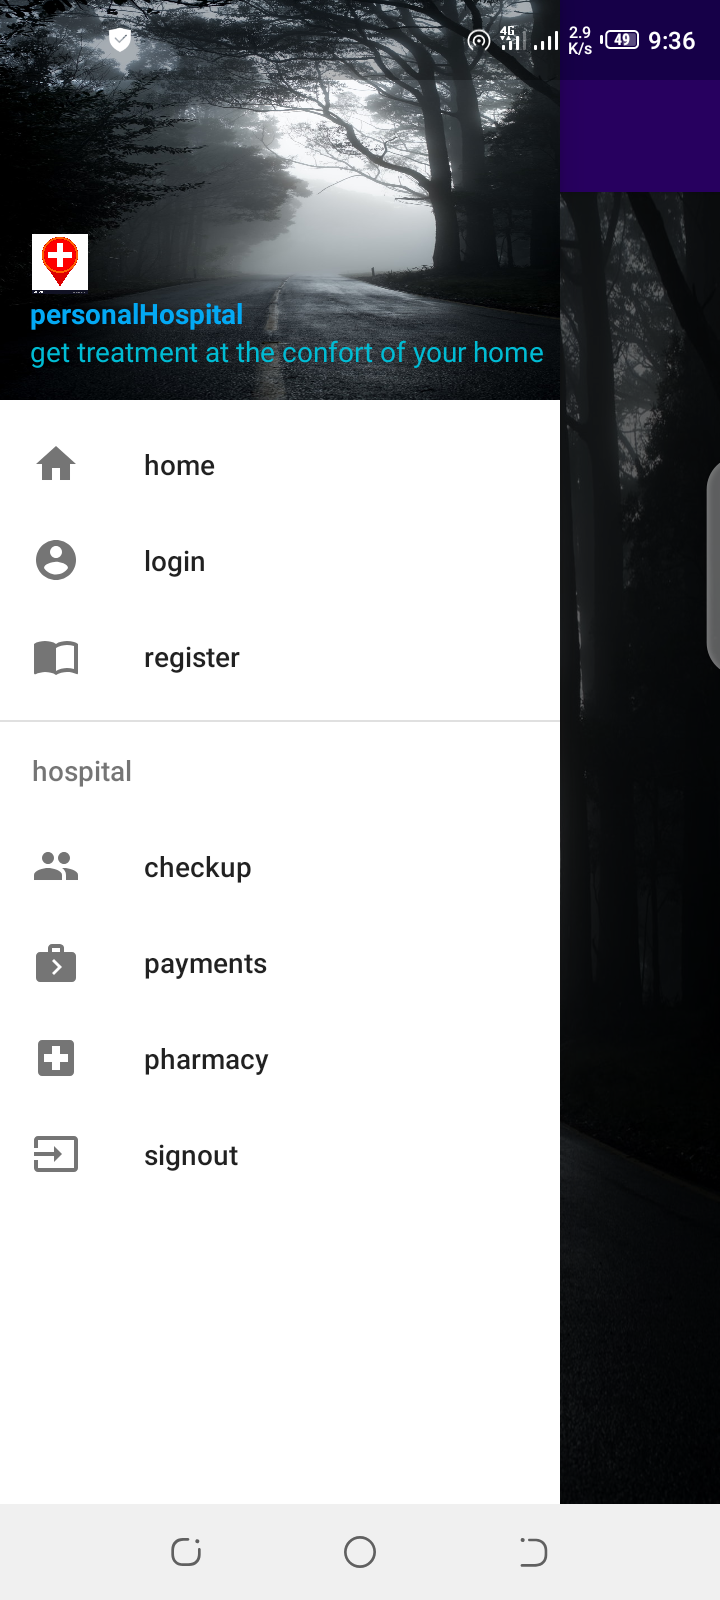 4G 2.9 K/s 49 9:36
personalHospital
get treatment at the confort of your home
home
login
register
hospital
checkup
payments
pharmacy
signout